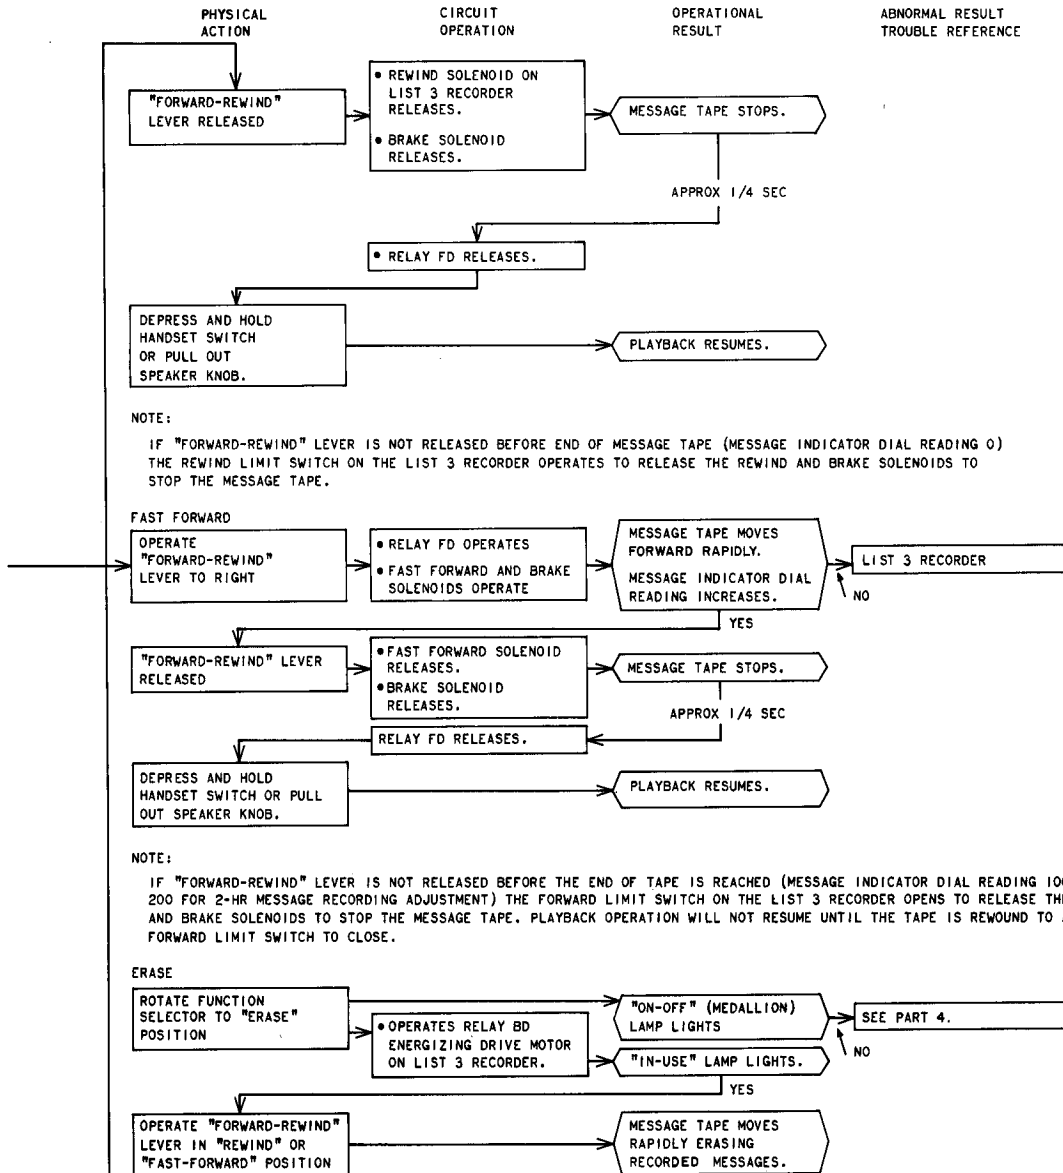 PHYSICAL
ACTION
CIRCUIT
OPERATION
OPERATIONAL
RESULT
ABNORMAL RESULT
TROUBLE REFERENCE
"FORWARD-REWIND"
LEVER RELEASED
• REWIND SOLENOID ON
LIST 3 RECORDER
RELEASES.
• BRAKE SOLENOID
RELEASES.
MESSAGE TAPE STOPS.
APPROX 1/4 SEC
• RELAY FD RELEASES.
DEPRESS AND HOLD
HANDSET SWITCH
OR PULL OUT
SPEAKER KNOB.
PLAYBACK RESUMES.
NOTE:
IF "FORWARD-REWIND" LEVER IS NOT RELEASED BEFORE END OF MESSAGE TAPE (MESSAGE INDICATOR DIAL READING 0)
THE REWIND LIMIT SWITCH ON THE LIST 3 RECORDER OPERATES TO RELEASE THE REWIND AND BRAKE SOLENOIDS TO
STOP THE MESSAGE TAPE.
FAST FORWARD
OPERATE
"FORWARD-REWIND"
LEVER TO RIGHT
• RELAY FD OPERATES
• FAST FORWARD AND BRAKE
SOLENOIDS OPERATE
MESSAGE TAPE MOVES
FORWARD RAPIDLY.
MESSAGE INDICATOR DIAL
READING INCREASES.
LIST 3 RECORDER
NO
YES
"FORWARD-REWIND" LEVER
RELEASED
• FAST FORWARD SOLENOID
RELEASES.
• BRAKE SOLENOID
RELEASES.
MESSAGE TAPE STOPS.
APPROX 1/4 SEC
RELAY FD RELEASES.
DEPRESS AND HOLD
HANDSET SWITCH OR PULL
OUT SPEAKER KNOB.
PLAYBACK RESUMES.
NOTE:
IF "FORWARD-REWIND" LEVER IS NOT RELEASED BEFORE THE END OF TAPE IS REACHED (MESSAGE INDICATOR DIAL READING
200 FOR 2-HR MESSAGE RECORDING ADJUSTMENT) THE FORWARD LIMIT SWITCH ON THE LIST 3 RECORDER OPENS TO RELEASE
AND BRAKE SOLENOIDS TO STOP THE MESSAGE TAPE. PLAYBACK OPERATION WILL NOT RESUME UNTIL THE TAPE IS REWOUND TO
FORWARD LIMIT SWITCH TO CLOSE.
ERASE
ROTATE FUNCTION
SELECTOR TO "ERASE"
POSITION
• OPERATES RELAY BD
ENERGIZING DRIVE MOTOR
ON LIST 3 RECORDER.
"ON-OFF" (MEDALLION)
LAMP LIGHTS
SEE PART 4.
NO
"IN-USE" LAMP LIGHTS.
YES
OPERATE "FORWARD-REWIND"
LEVER IN "REWIND" OR
"FAST-FORWARD" POSITION
MESSAGE TAPE MOVES
RAPIDLY ERASING
RECORDED MESSAGES.